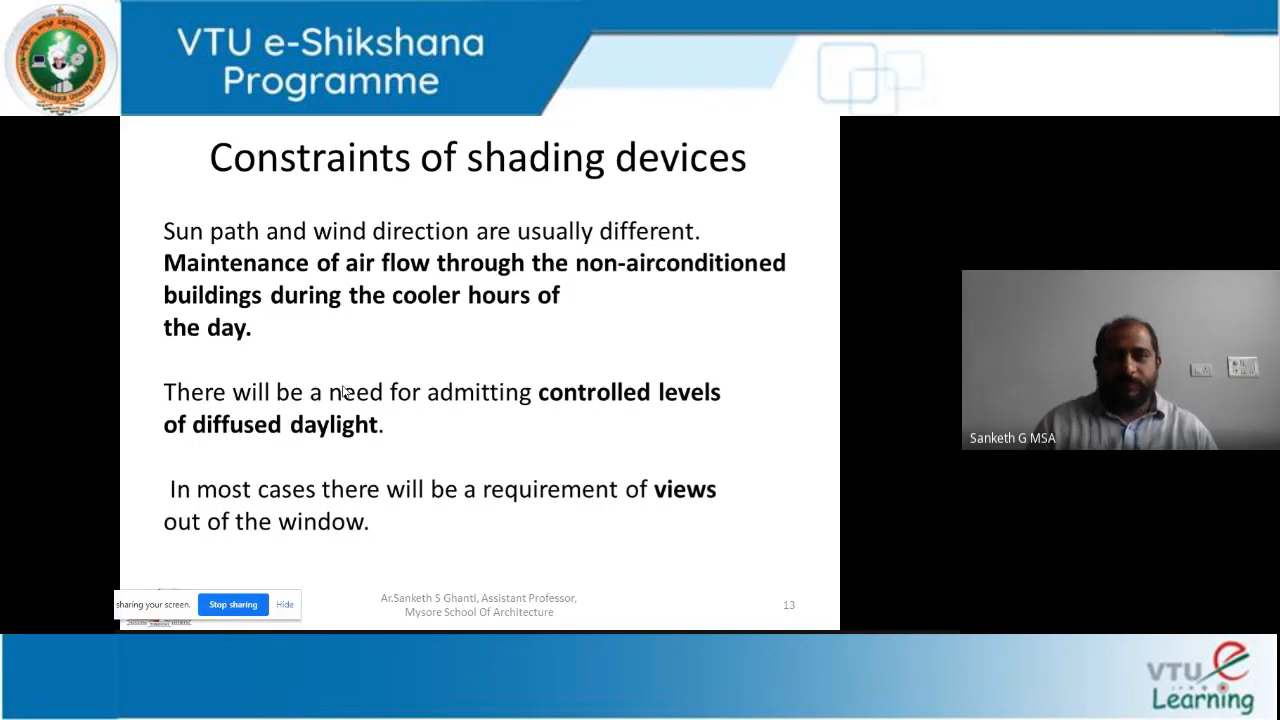 VTU e-Shikshana
Programme
Constraints of shading devices
Sun path and wind direction are usually different.
Maintenance of air flow through the non-airconditioned
buildings during the cooler hours of
the day.
There will be a need for admitting controlled levels
of diffused daylight.
In most cases there will be a requirement of views
out of the window.
Sanketh G MSA
sharing your screen.
Stop sharing
Hide
Ar.Sanketh S Ghanti, Assistant Professor,
Mysore School Of Architecture
13
VTU e
Learning